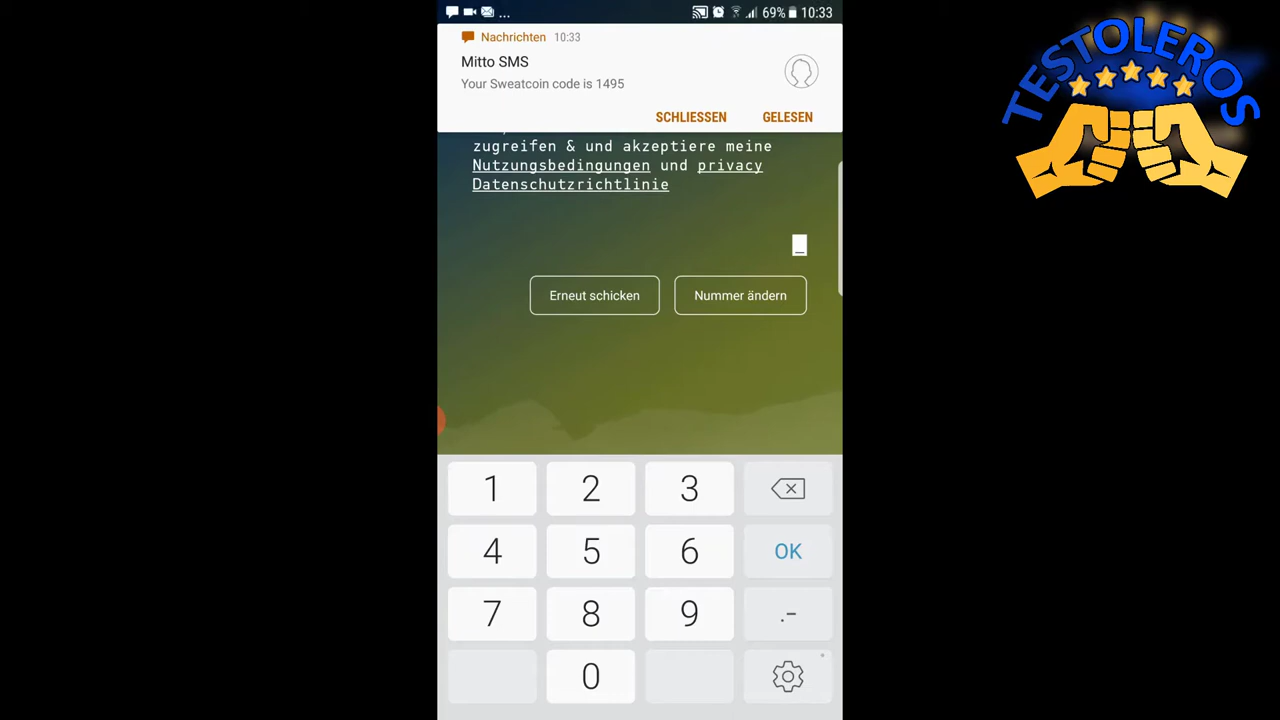 ...
69% 10:33
Nachrichten 10:33
Mitto SMS
Your Sweatcoin code is 1495
SCHLIESSEN GELESEN
zugreifen & und akzeptiere meine
Nutzungsbedingungen und privacy
Datenschutzrichtlinie
_
Erneut schicken Nummer ändern
1 2 3
4 5 6 OK
7 8 9 .-
0
TESTOLEROS